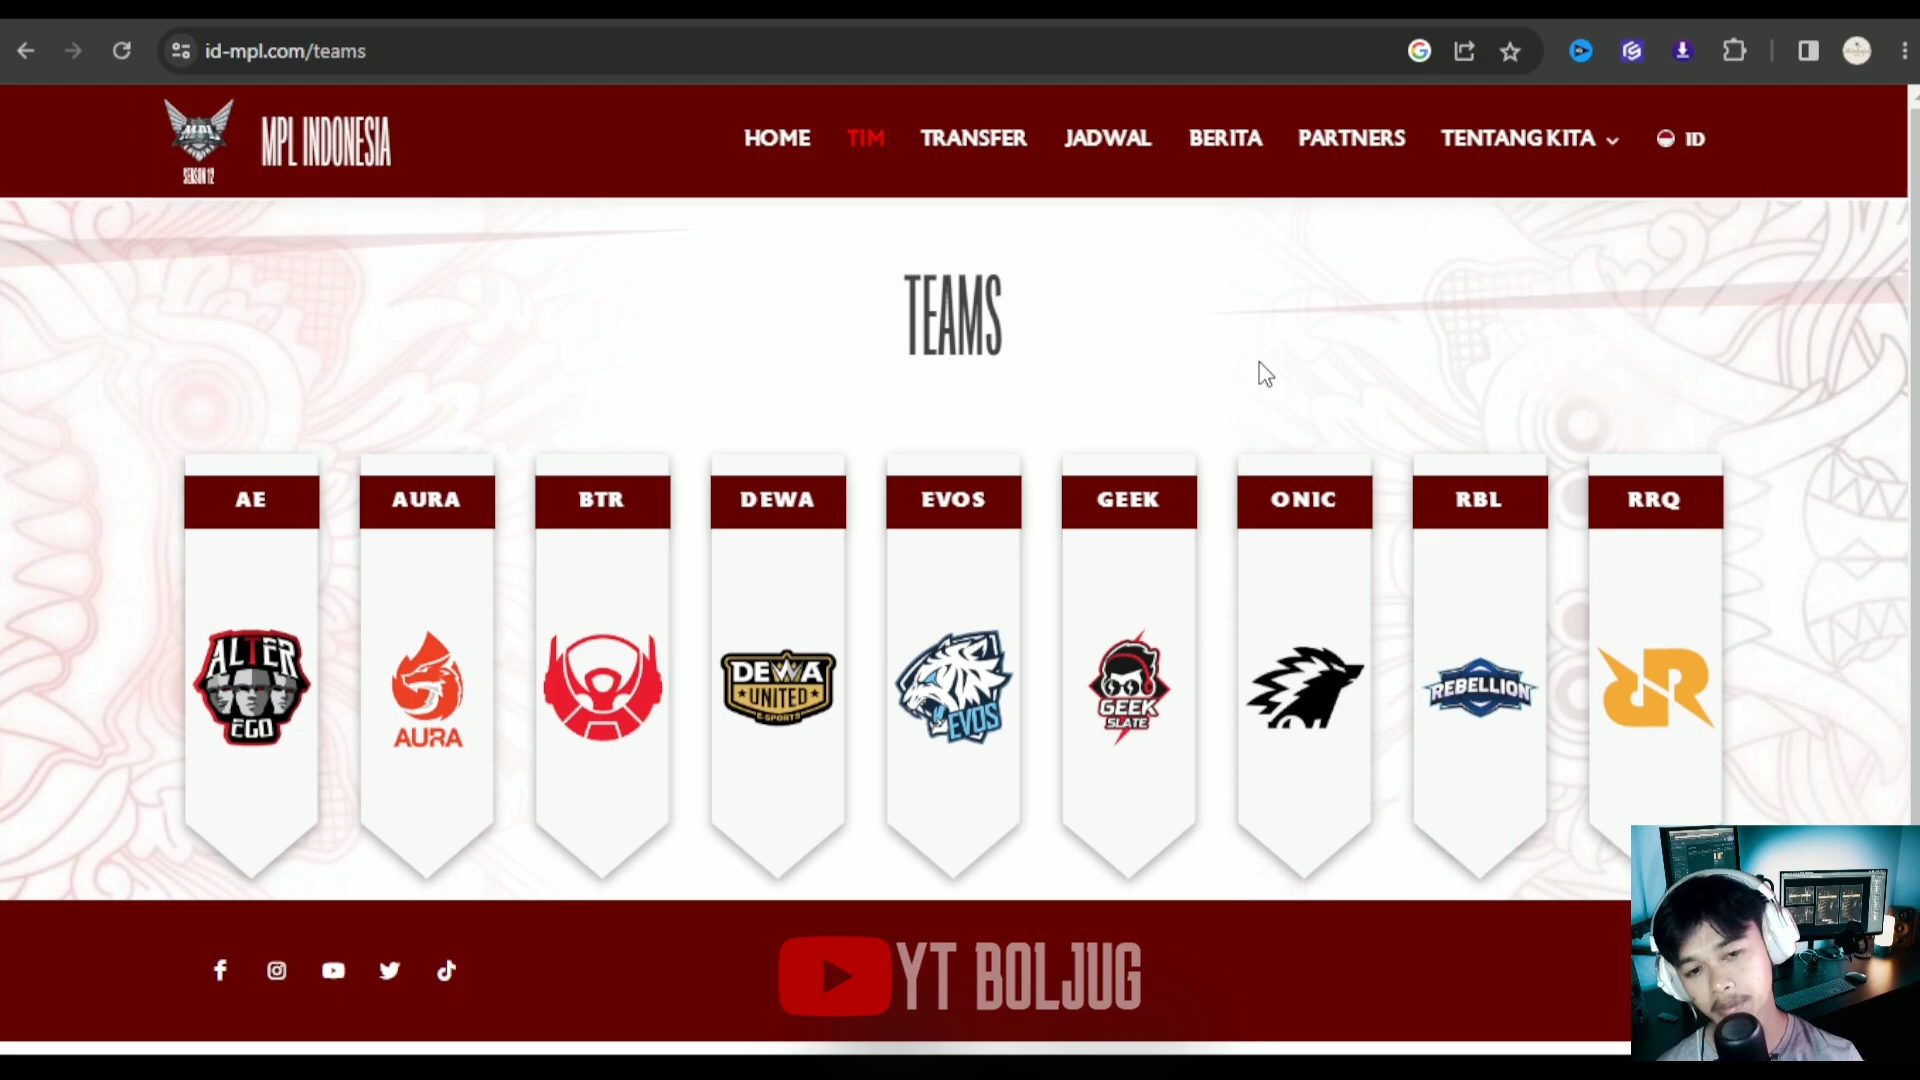 id-mpl.com/teams
MPL
SEASON 12
MPL INDONESIA
HOME TIM TRANSFER JADWAL BERITA PARTNERS TENTANG KITA ID
TEAMS
AE AURA BTR DEWA EVOS GEEK ONIC RBL RRQ
ALTER
EGO
AURA
DEWA
UNITED
E-SPORTS
EVOS
GEEK
SLATE
REBELLION
YT BOLJUG